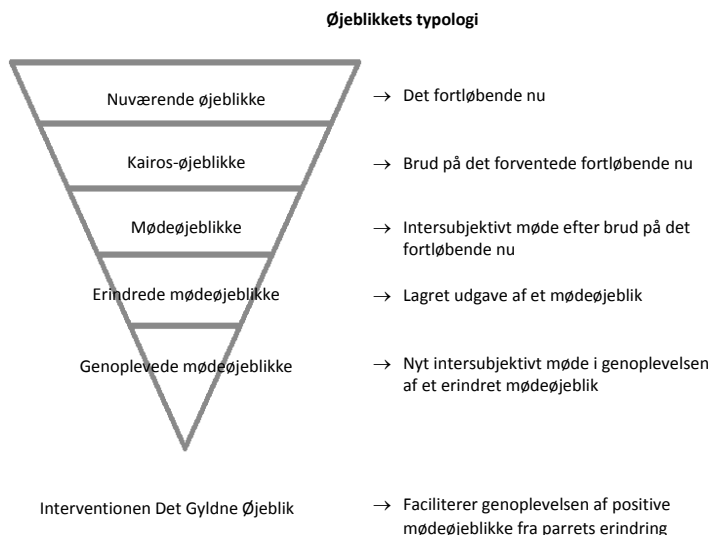 Øjeblikkets typologi
Nuværende øjeblikke → Det fortløbende nu
Kairos-øjeblikke → Brud på det forventede fortløbende nu
Mødeøjeblikke → Intersubjektivt møde efter brud på det
fortløbende nu
Erindrede mødeøjeblikke → Lagret udgave af et mødeøjeblik
Genoplevede mødeøjeblikke → Nyt intersubjektivt møde i genoplevelsen
af et erindret mødeøjeblik
Interventionen Det Gyldne Øjeblik → Faciliterer genoplevelsen af positive
mødeøjeblikke fra parrets erindring